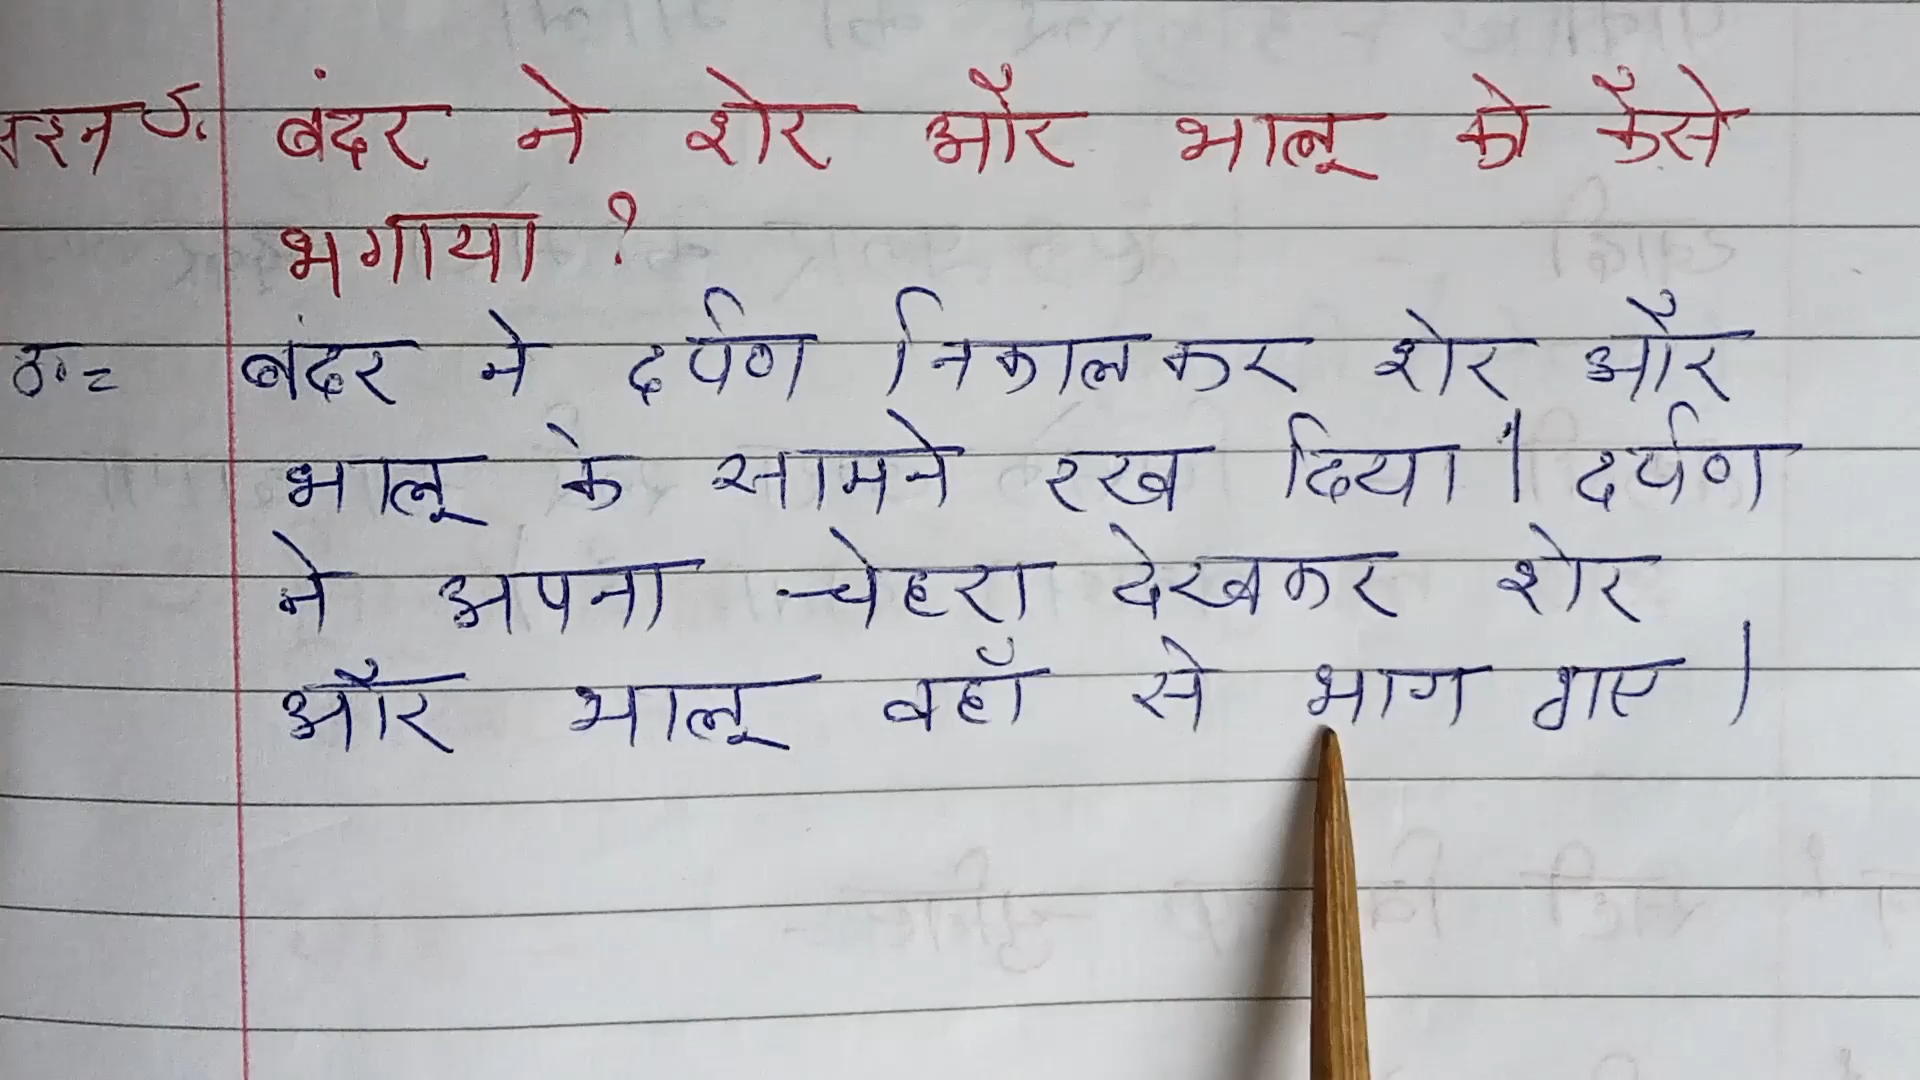 प्रश्न ५. बंदर ने शेर और भालू को कैसे
भगाया ?
उ॰= बंदर ने दर्पण निकालकर शेर और
भालू के सामने रख दिया । दर्पण
ने अपना चेहरा देखकर शेर
और भालू वहाँ से भाग गए ।